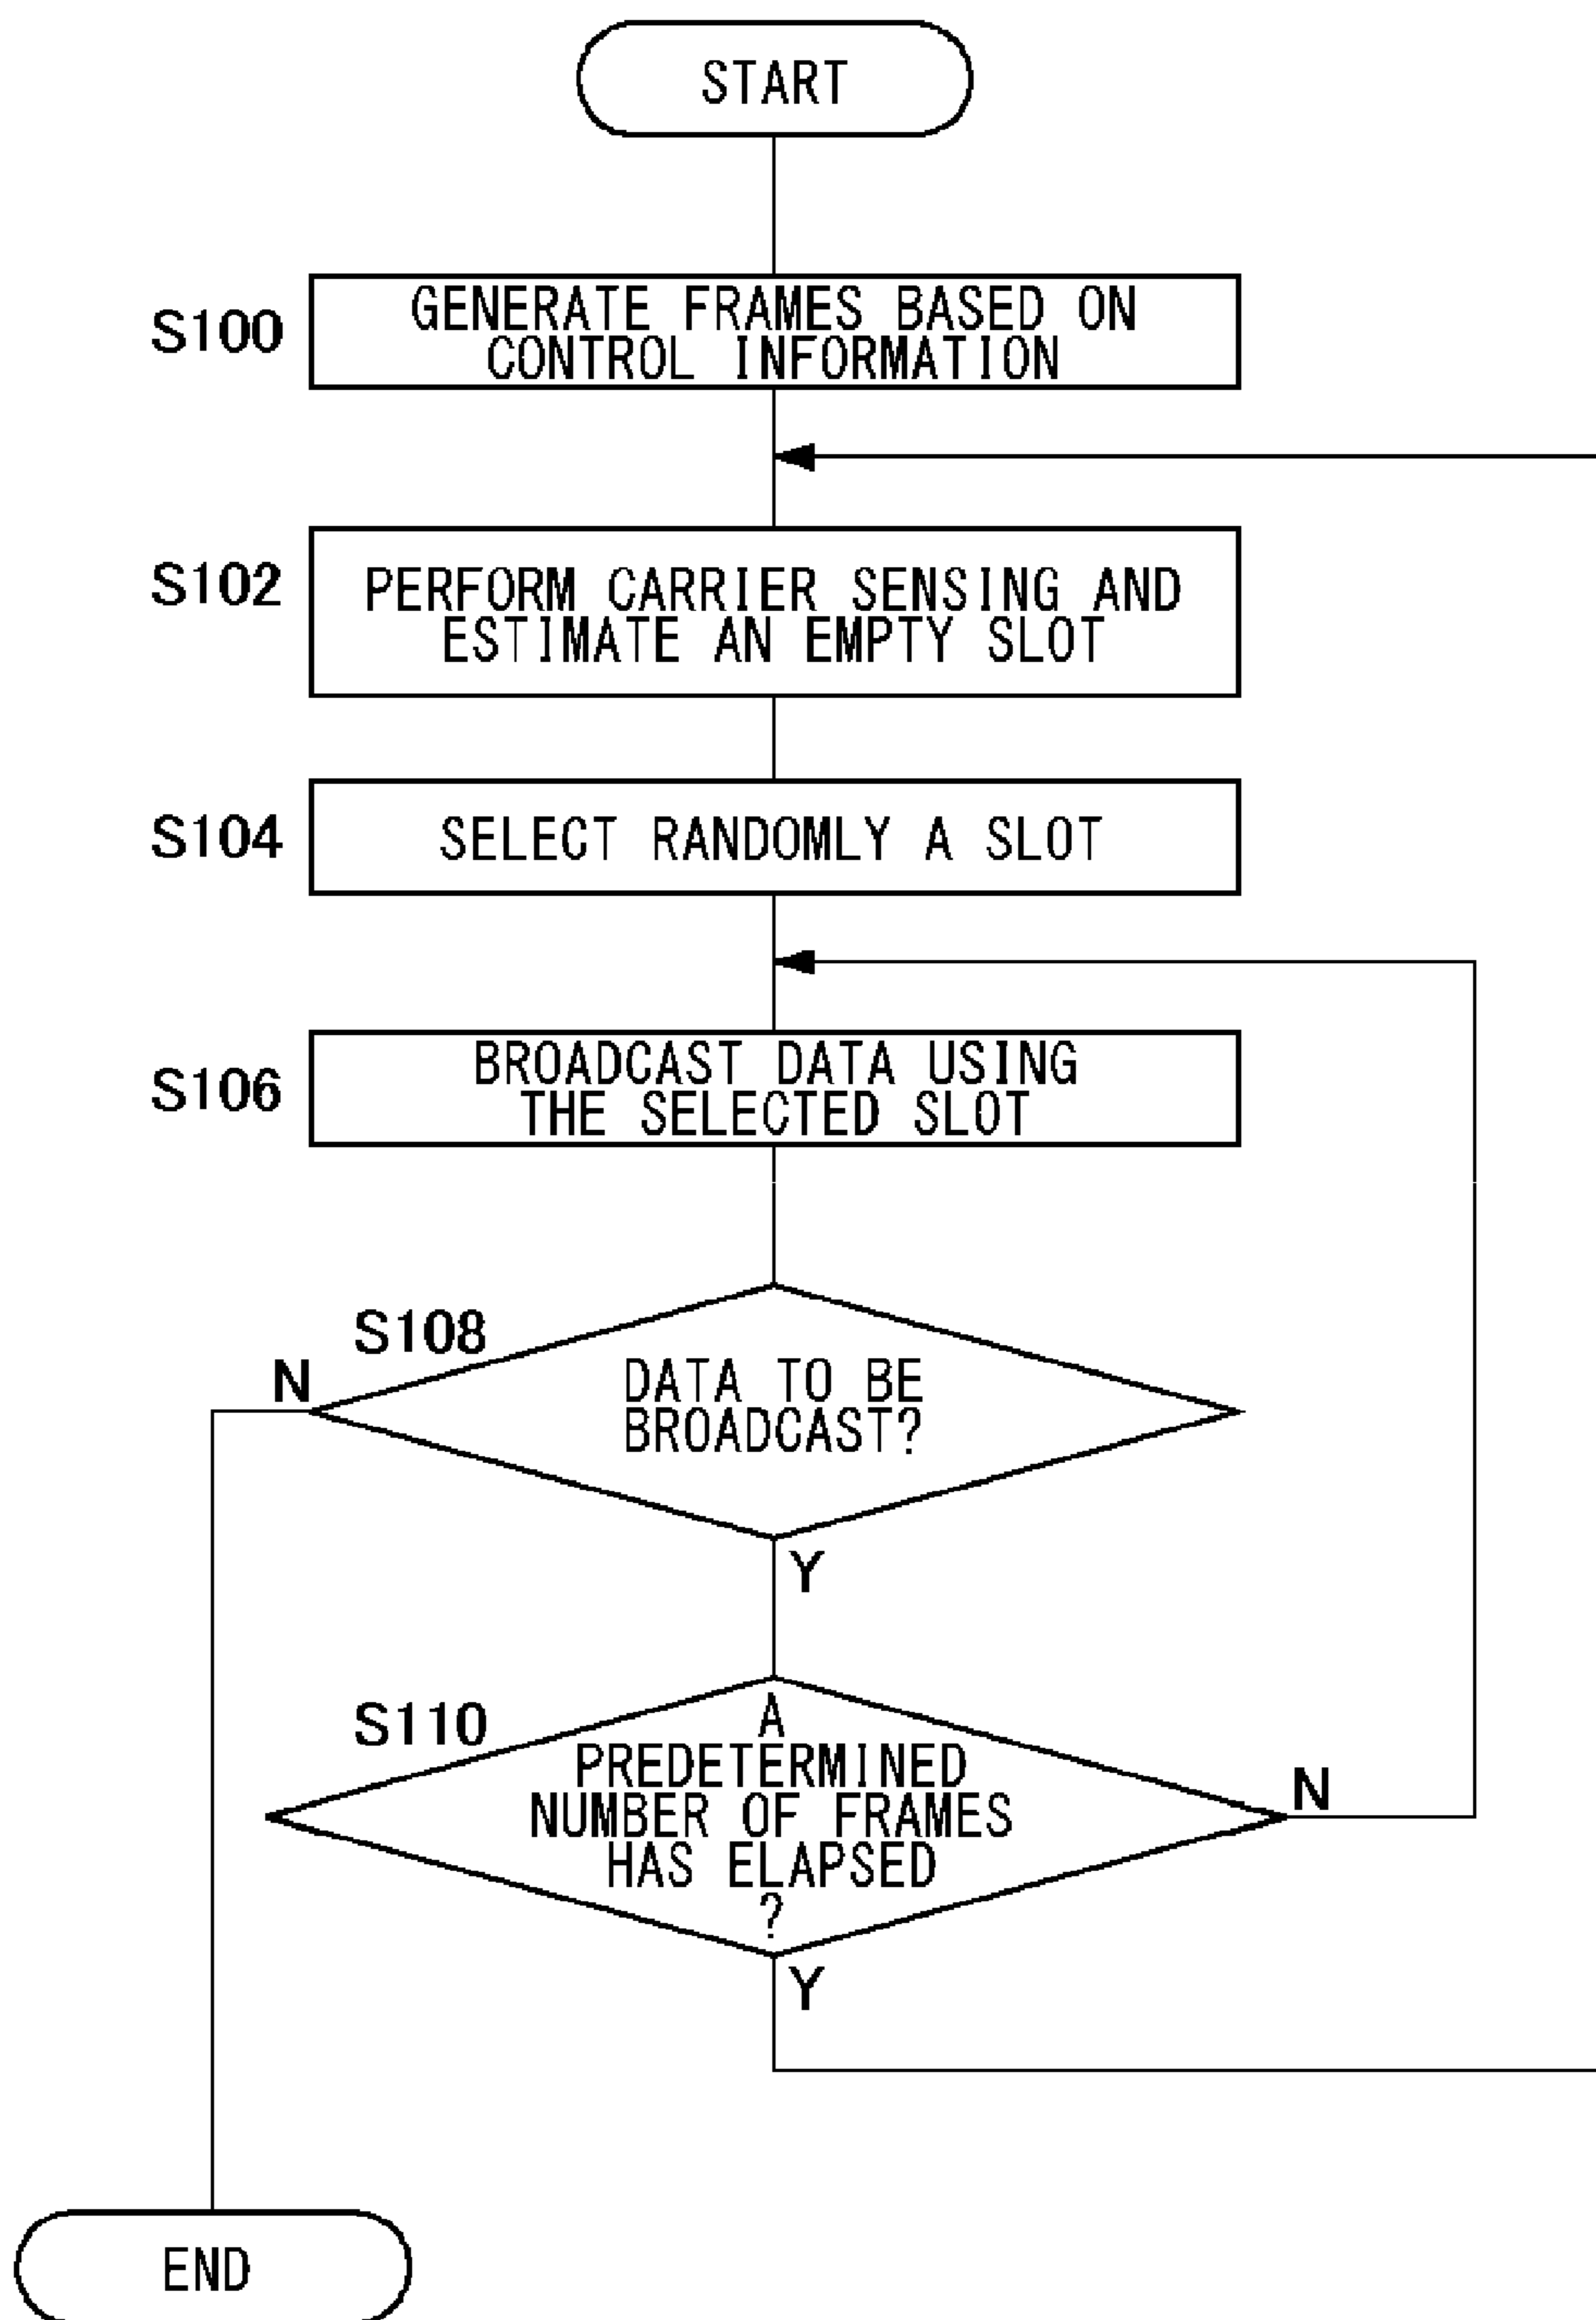 START
S100
GENERATE FRAMES BASED ON
CONTROL INFORMATION
S102
PERFORM CARRIER SENSING AND
ESTIMATE AN EMPTY SLOT
S104
SELECT RANDOMLY A SLOT
S106
BROADCAST DATA USING
THE SELECTED SLOT
S108
N
DATA TO BE
BROADCAST?
Y
S110
A
PREDETERMINED
NUMBER OF FRAMES
HAS ELAPSED
?
N
Y
END